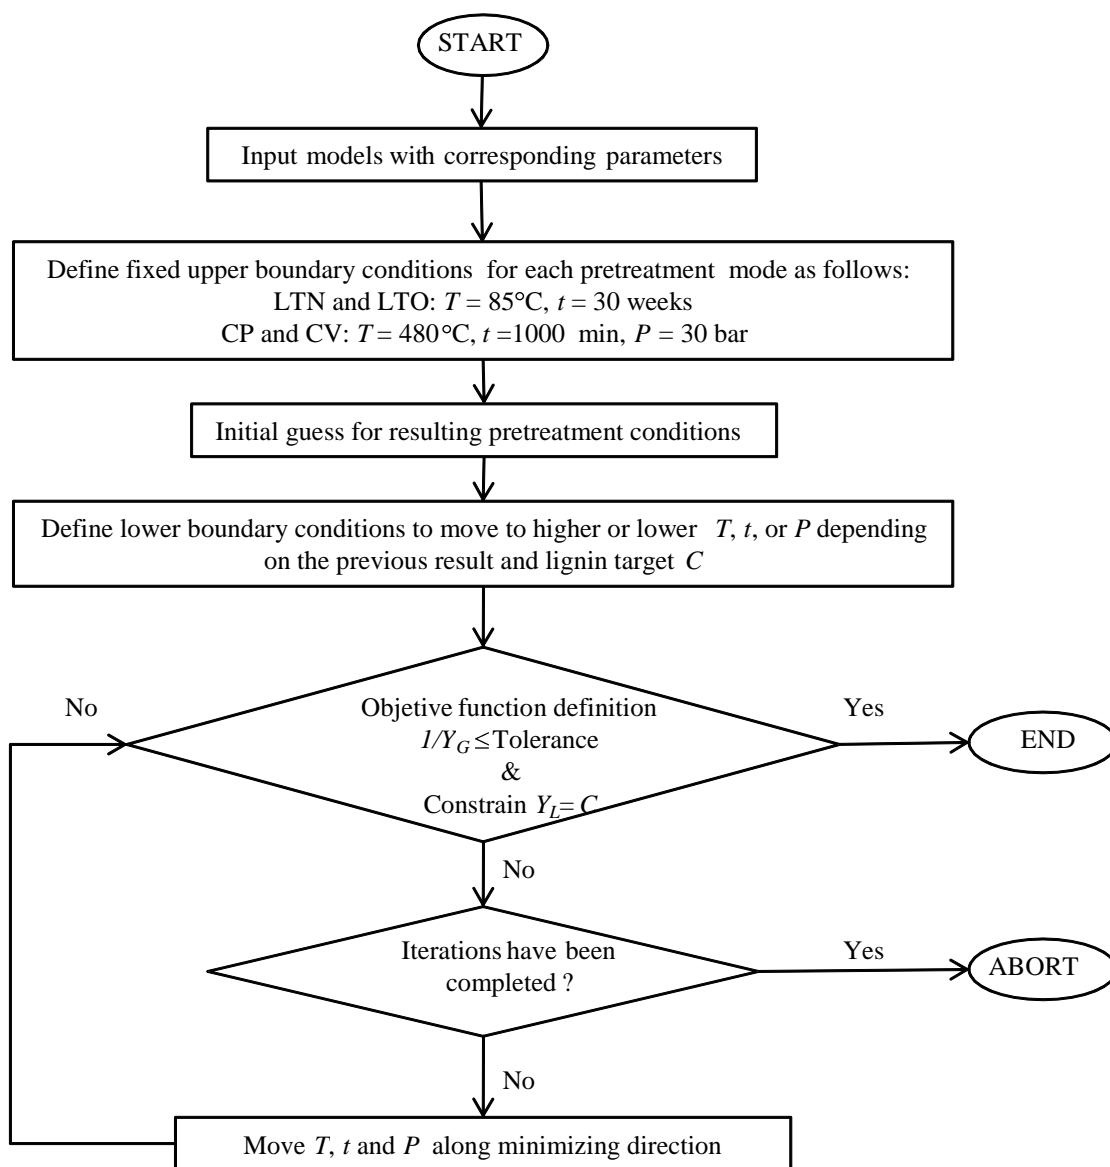 START
Input models with corresponding parameters
Define fixed upper boundary conditions for each pretreatment mode as follows:
LTN and LTO: T = 85°C, t = 30 weeks
CP and CV: T = 480°C, t =1000 min, P = 30 bar
Initial guess for resulting pretreatment conditions
Define lower boundary conditions to move to higher or lower T, t, or P depending
on the previous result and lignin target C
No
Objetive function definition
1/Y_G ≤Tolerance
&
Constrain Y_L= C
Yes
END
No
Iterations have been
completed ?
Yes
ABORT
No
Move T, t and P along minimizing direction